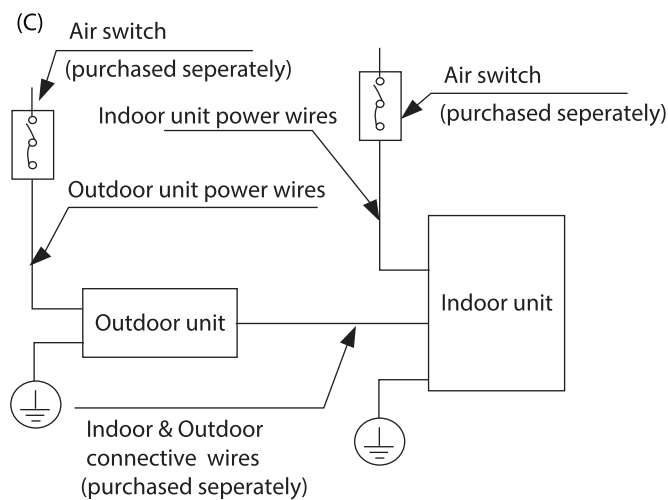 (C)
Air switch
(purchased seperately)
Air switch
(purchased seperately)
Indoor unit power wires
Outdoor unit power wires
Indoor unit
Outdoor unit
Indoor & Outdoor
connective wires
(purchased seperately)